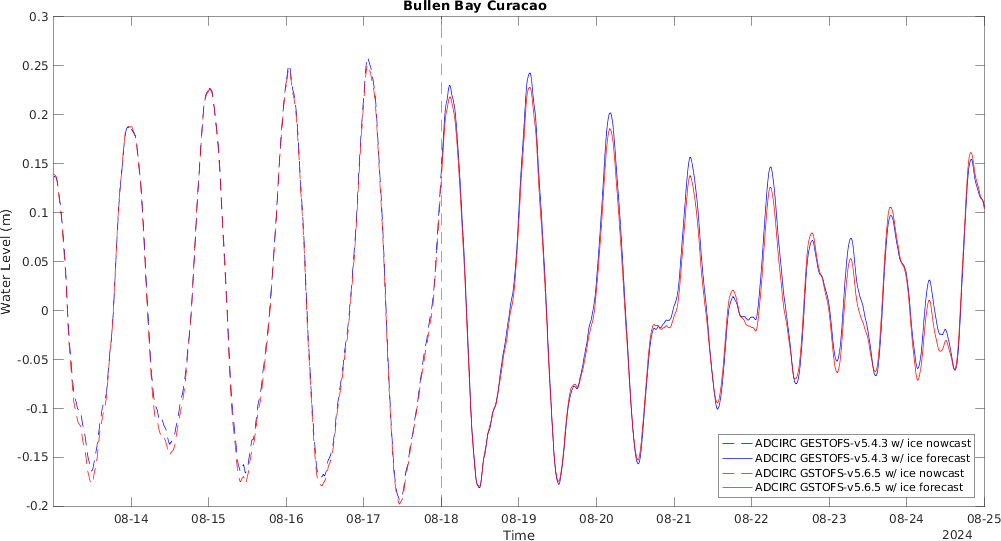 Bullen Bay Curacao
0.3
0.25
0.2
0.15
0.1
0.05
0
-0.05
-0.1
-0.15
-0.2
Water Level (m)
ADCIRC GESTOFS-v5.4.3 w/ ice nowcast
ADCIRC GESTOFS-v5.4.3 w/ ice forecast
ADCIRC GSTOFS-v5.6.5 w/ ice nowcast
ADCIRC GSTOFS-v5.6.5 w/ ice forecast
08-14 08-15 08-16 08-17 08-18 08-19 08-20 08-21 08-22 08-23 08-24 08-25
Time
2024